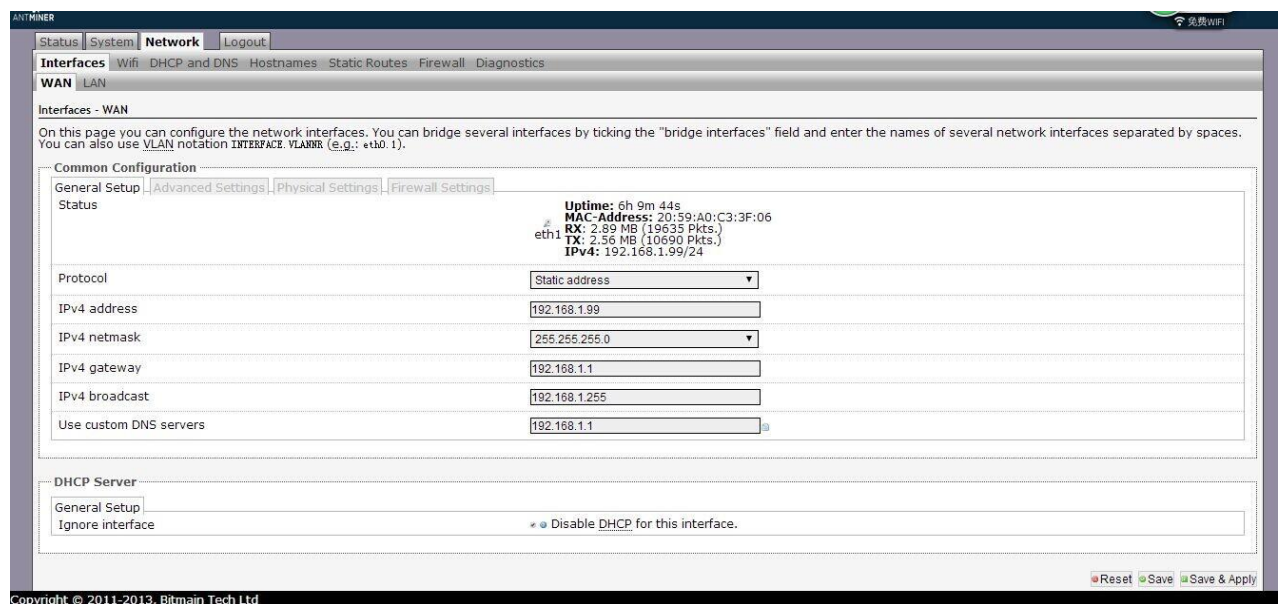 ANTMINER
免费WIFI
Status System Network Logout
Interfaces Wifi DHCP and DNS Hostnames Static Routes Firewall Diagnostics
WAN LAN
Interfaces - WAN
On this page you can configure the network interfaces. You can bridge several interfaces by ticking the "bridge interfaces" field and enter the names of several network interfaces separated by spaces.
You can also use VLAN notation INTERFACE.VLANNR (e.g.: eth0.1).
Common Configuration
General Setup Advanced Settings Physical Settings Firewall Settings
Status
eth1
Uptime: 6h 9m 44s
MAC-Address: 20:59:A0:C3:3F:06
RX: 2.89 MB (19635 Pkts.)
TX: 2.56 MB (10690 Pkts.)
IPv4: 192.168.1.99/24
Protocol Static address
IPv4 address 192.168.1.99
IPv4 netmask 255.255.255.0
IPv4 gateway 192.168.1.1
IPv4 broadcast 192.168.1.255
Use custom DNS servers 192.168.1.1
DHCP Server
General Setup
Ignore interface Disable DHCP for this interface.
Reset Save Save & Apply
Copyright © 2011-2013, Bitmain Tech Ltd